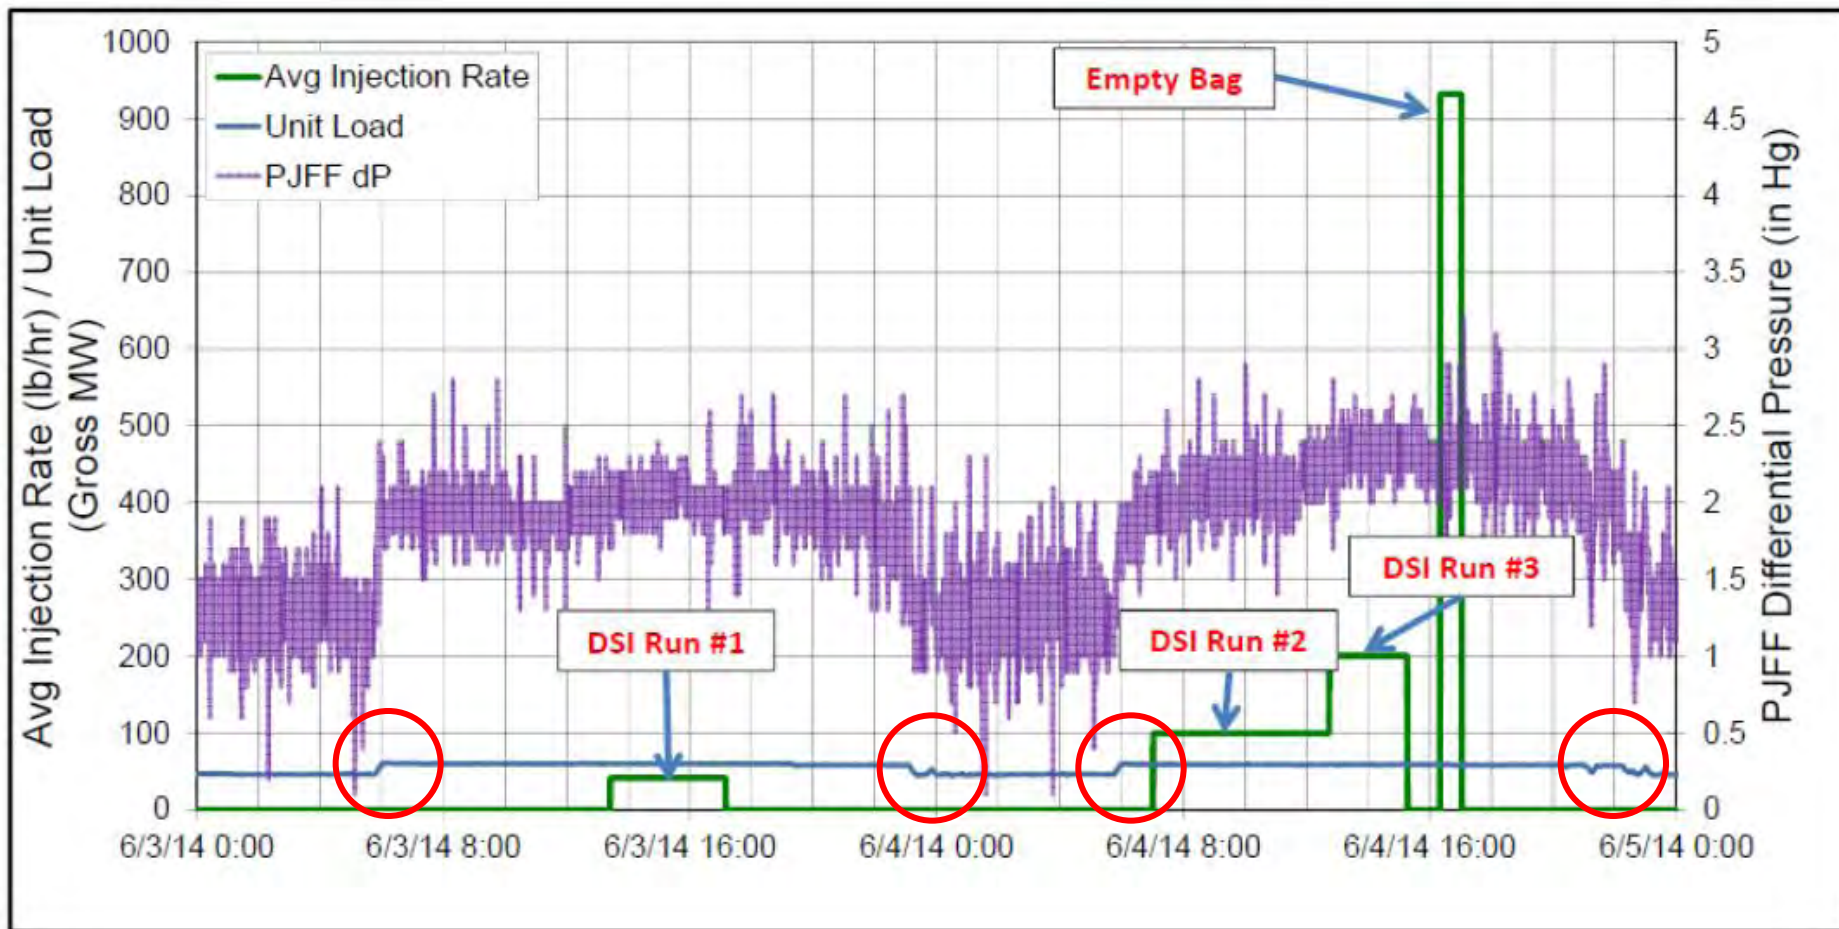 Avg Injection Rate (lb/hr) / Unit Load
(Gross MW)
1000
900
800
700
600
500
400
300
200
100
0
Avg Injection Rate
Unit Load
PJFF dP
Empty Bag
DSI Run #1
DSI Run #2
DSI Run #3
5
4.5
4
3.5
3
2.5
2
1.5
1
0.5
0
PJFF Differential Pressure (in Hg)
6/3/14 0:00
6/3/14 8:00
6/3/14 16:00
6/4/14 0:00
6/4/14 8:00
6/4/14 16:00
6/5/14 0:00